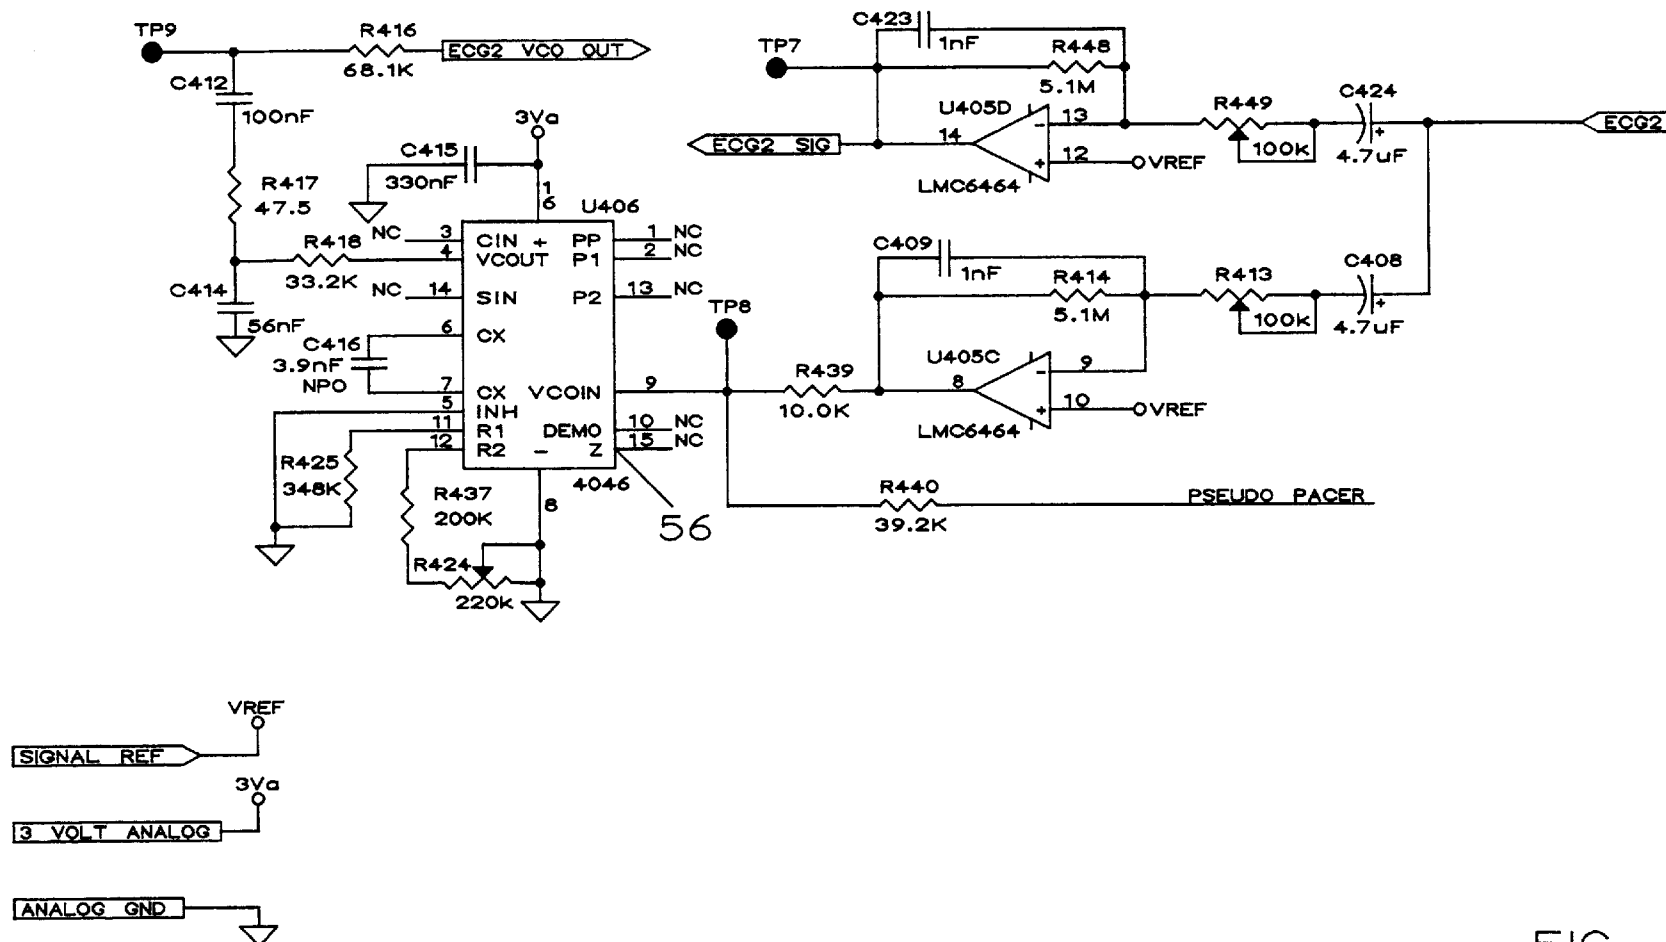 TP9
R416
68.1K
ECG2 VCO OUT
C412
100nF
R417
47.5
C414
56nF
R418
33.2K
3Va
C415
330nF
1
6
U406
NC 3 CIN + PP 1 NC
4 VCOUT P1 2 NC
NC 14 SIN P2 13 NC
6 CX
C416
3.9nF
NPO
7 CX VCOIN 9
5 INH
11 R1 DEMO 10 NC
12 R2 - Z 15 NC
4046
8
56
R425
348K
R437
200K
R424
220K
TP7
C423
1nF
R448
5.1M
U405D
- 13
14
+ 12 VREF
LMC6464
ECG2 SIG
R449
100k
C424
+
4.7uF
ECG2
C409
1nF
R414
5.1M
R413
100k
C408
+
4.7uF
TP8
R439
10.0K
U405C
- 9
8
+ 10 VREF
LMC6464
R440
39.2K
PSEUDO PACER
VREF
SIGNAL REF
3Va
3 VOLT ANALOG
ANALOG GND